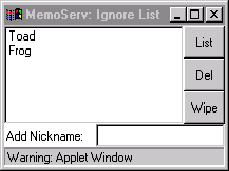 MemoServ: Ignore List
Toad
Frog
List
Del
Wipe
Add Nickname:
Warning: Applet Window